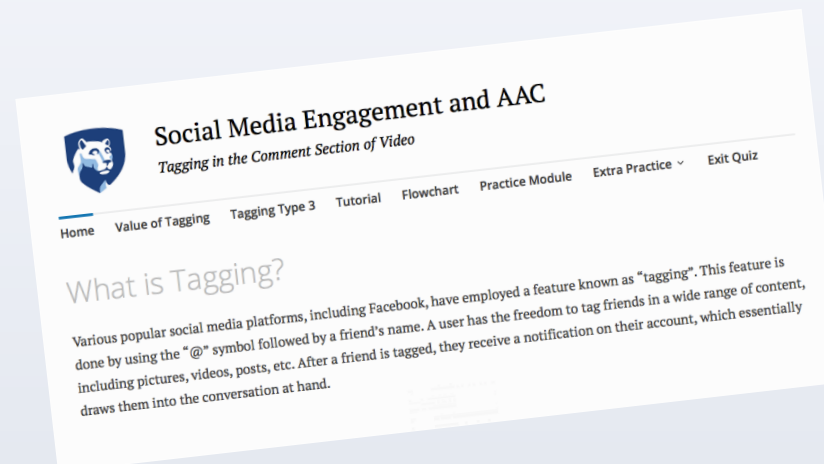 Social Media Engagement and AAC
Tagging in the Comment Section of Video
Home Value of Tagging Tagging Type 3 Tutorial Flowchart Practice Module Extra Practice Exit Quiz
What is Tagging?
Various popular social media platforms, including Facebook, have employed a feature known as “tagging”. This feature is
done by using the “@” symbol followed by a friend’s name. A user has the freedom to tag friends in a wide range of content,
including pictures, videos, posts, etc. After a friend is tagged, they receive a notification on their account, which essentially
draws them into the conversation at hand.